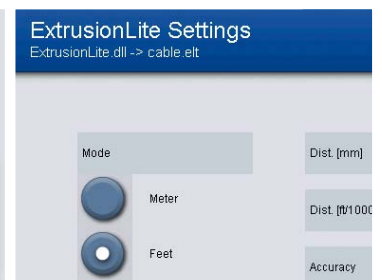 ExtrusionLite Settings
ExtrusionLite.dll -> cable.elt
Mode
Dist. [mm]
Meter
Dist. [ft/1000
Feet
Accuracy